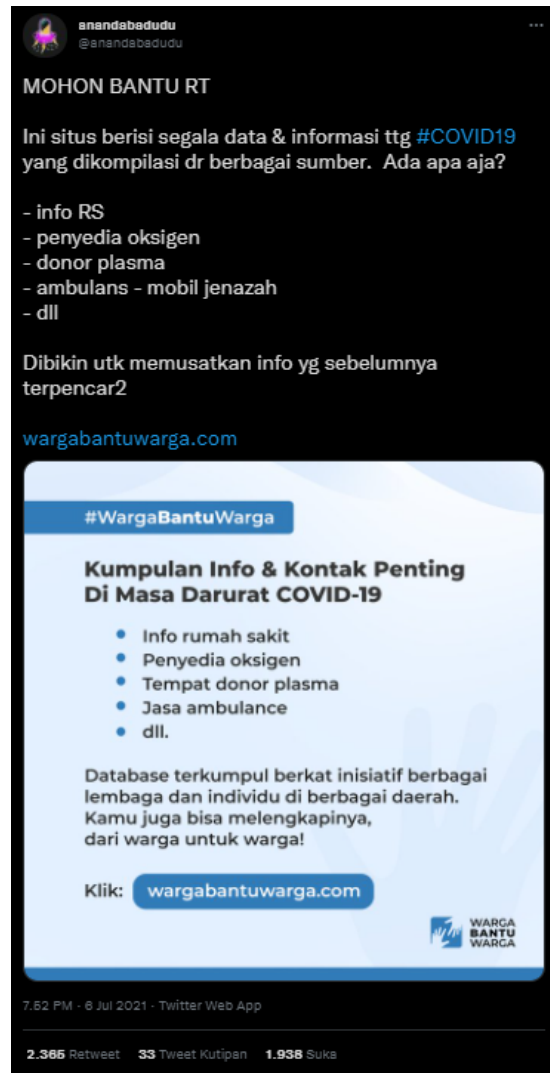 anandabadudu
@anandabadudu
MOHON BANTU RT
Ini situs berisi segala data & informasi ttg #COVID19
yang dikompilasi dr berbagai sumber. Ada apa aja?
- info RS
- penyedia oksigen
- donor plasma
- ambulans - mobil jenazah
- dll
Dibikin utk memusatkan info yg sebelumnya
terpencar2
wargabantuwarga.com
#WargaBantuWarga
Kumpulan Info & Kontak Penting
Di Masa Darurat COVID-19
• Info rumah sakit
• Penyedia oksigen
• Tempat donor plasma
• Jasa ambulance
• dll.
Database terkumpul berkat inisiatif berbagai
lembaga dan individu di berbagai daerah.
Kamu juga bisa melengkapinya,
dari warga untuk warga!
Klik: wargabantuwarga.com
WARGA
BANTU
WARGA
7.52 PM · 6 Jul 2021 · Twitter Web App
2.365 Retweet 33 Tweet Kutipan 1.938 Suka